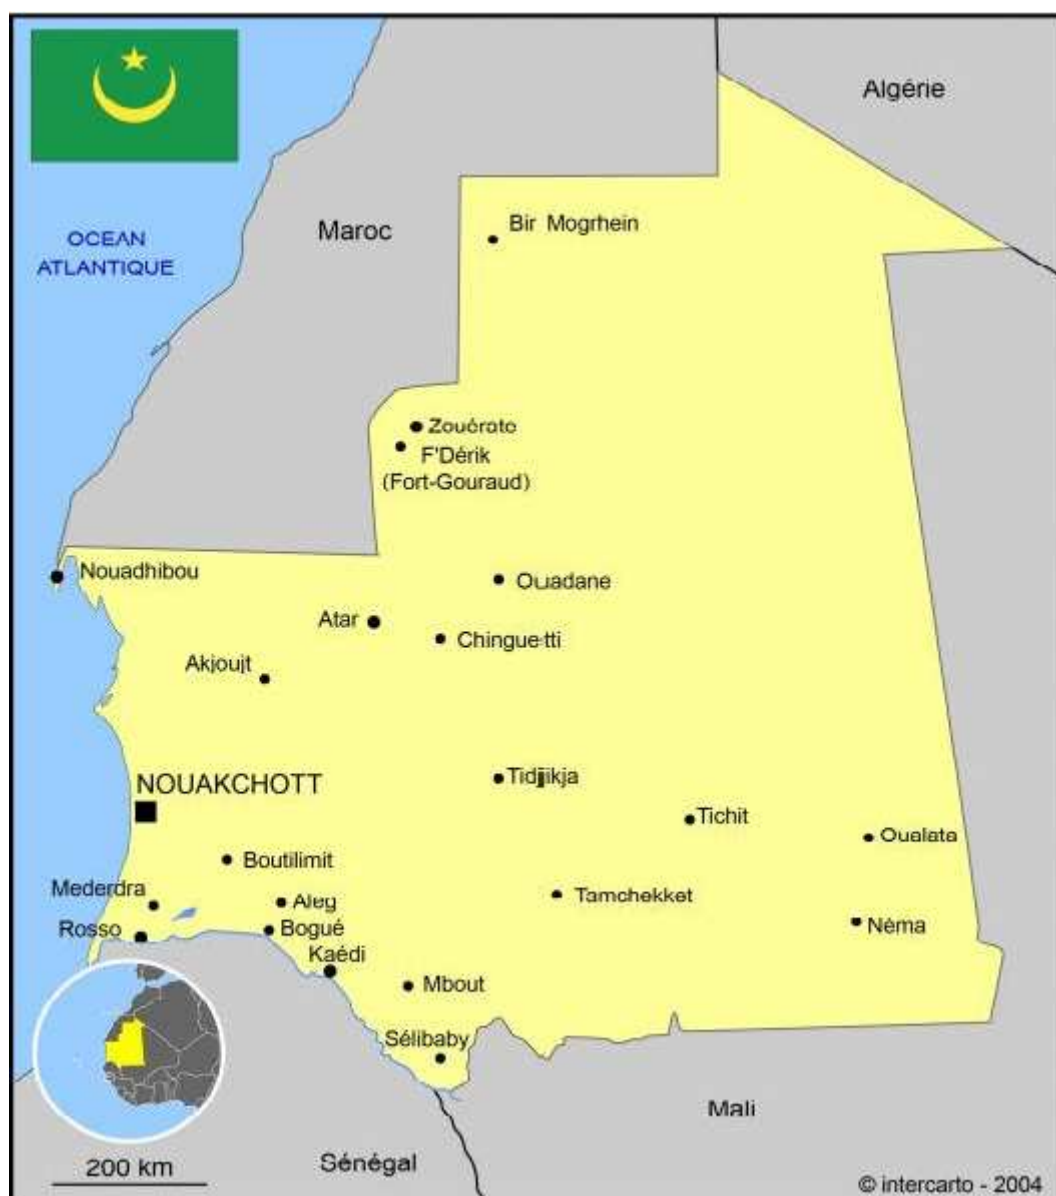 Algérie
Maroc
Bir Mogrhein
OCEAN
ATLANTIQUE
Zouérate
F'Dérik
(Fort-Gouraud)
Nouadhibou
Ouadane
Atar
Chinguetti
Akjoujt
Tidjikja
NOUAKCHOTT
Tichit
Oualata
Boutilimit
Mederdra
Aleg
Tamchekket
Rosso
Bogué
Néma
Kaédi
Mbout
Sélibaby
Mali
Sénégal
200 km
© intercarto - 2004